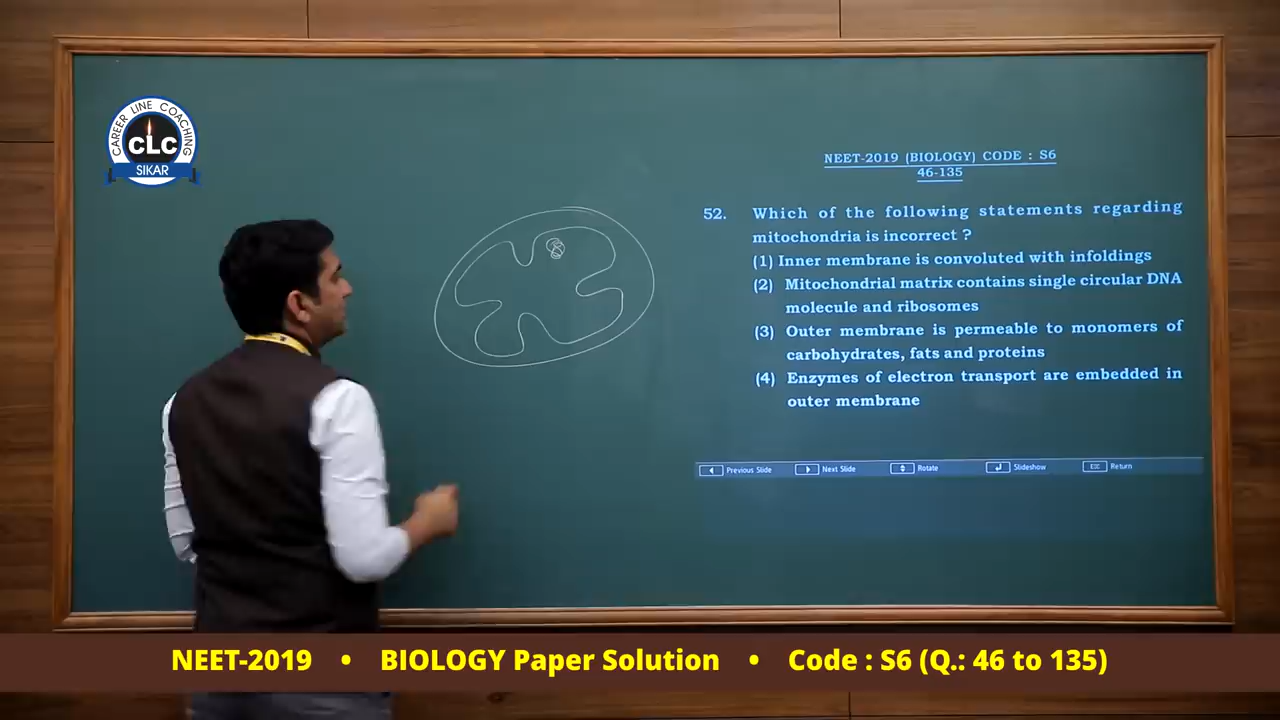 CAREER LINE COACHING
CLC
SIKAR
NEET-2019 (BIOLOGY) CODE : S6
46-135
52. Which of the following statements regarding
mitochondria is incorrect ?
(1) Inner membrane is convoluted with infoldings
(2) Mitochondrial matrix contains single circular DNA
molecule and ribosomes
(3) Outer membrane is permeable to monomers of
carbohydrates, fats and proteins
(4) Enzymes of electron transport are embedded in
outer membrane
Previous Slide Next Slide Rotate Slideshow ESC Return
NEET-2019 • BIOLOGY Paper Solution • Code : S6 (Q.: 46 to 135)